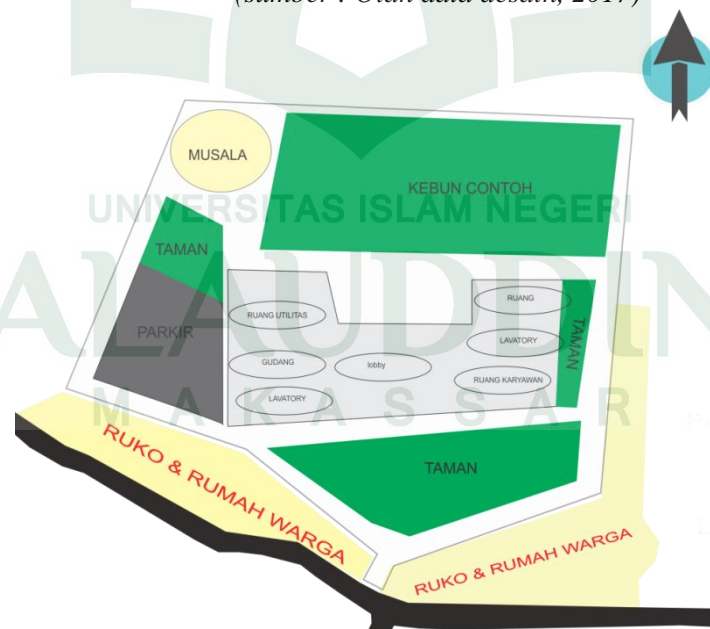 (sumber : Olah data desain, 2017)
MUSALA
KEBUN CONTOH
UNIVERSITAS ISLAM NEGERI
TAMAN
ALAUDDIN
PARKIR
RUANG UTILITAS
RUANG
LAVATORY
TAMAN
GUDANG
lobby
RUANG KARYAWAN
LAVATORY
MAKASSAR
RUKO & RUMAH WARGA
TAMAN
RUKO & RUMAH WARGA